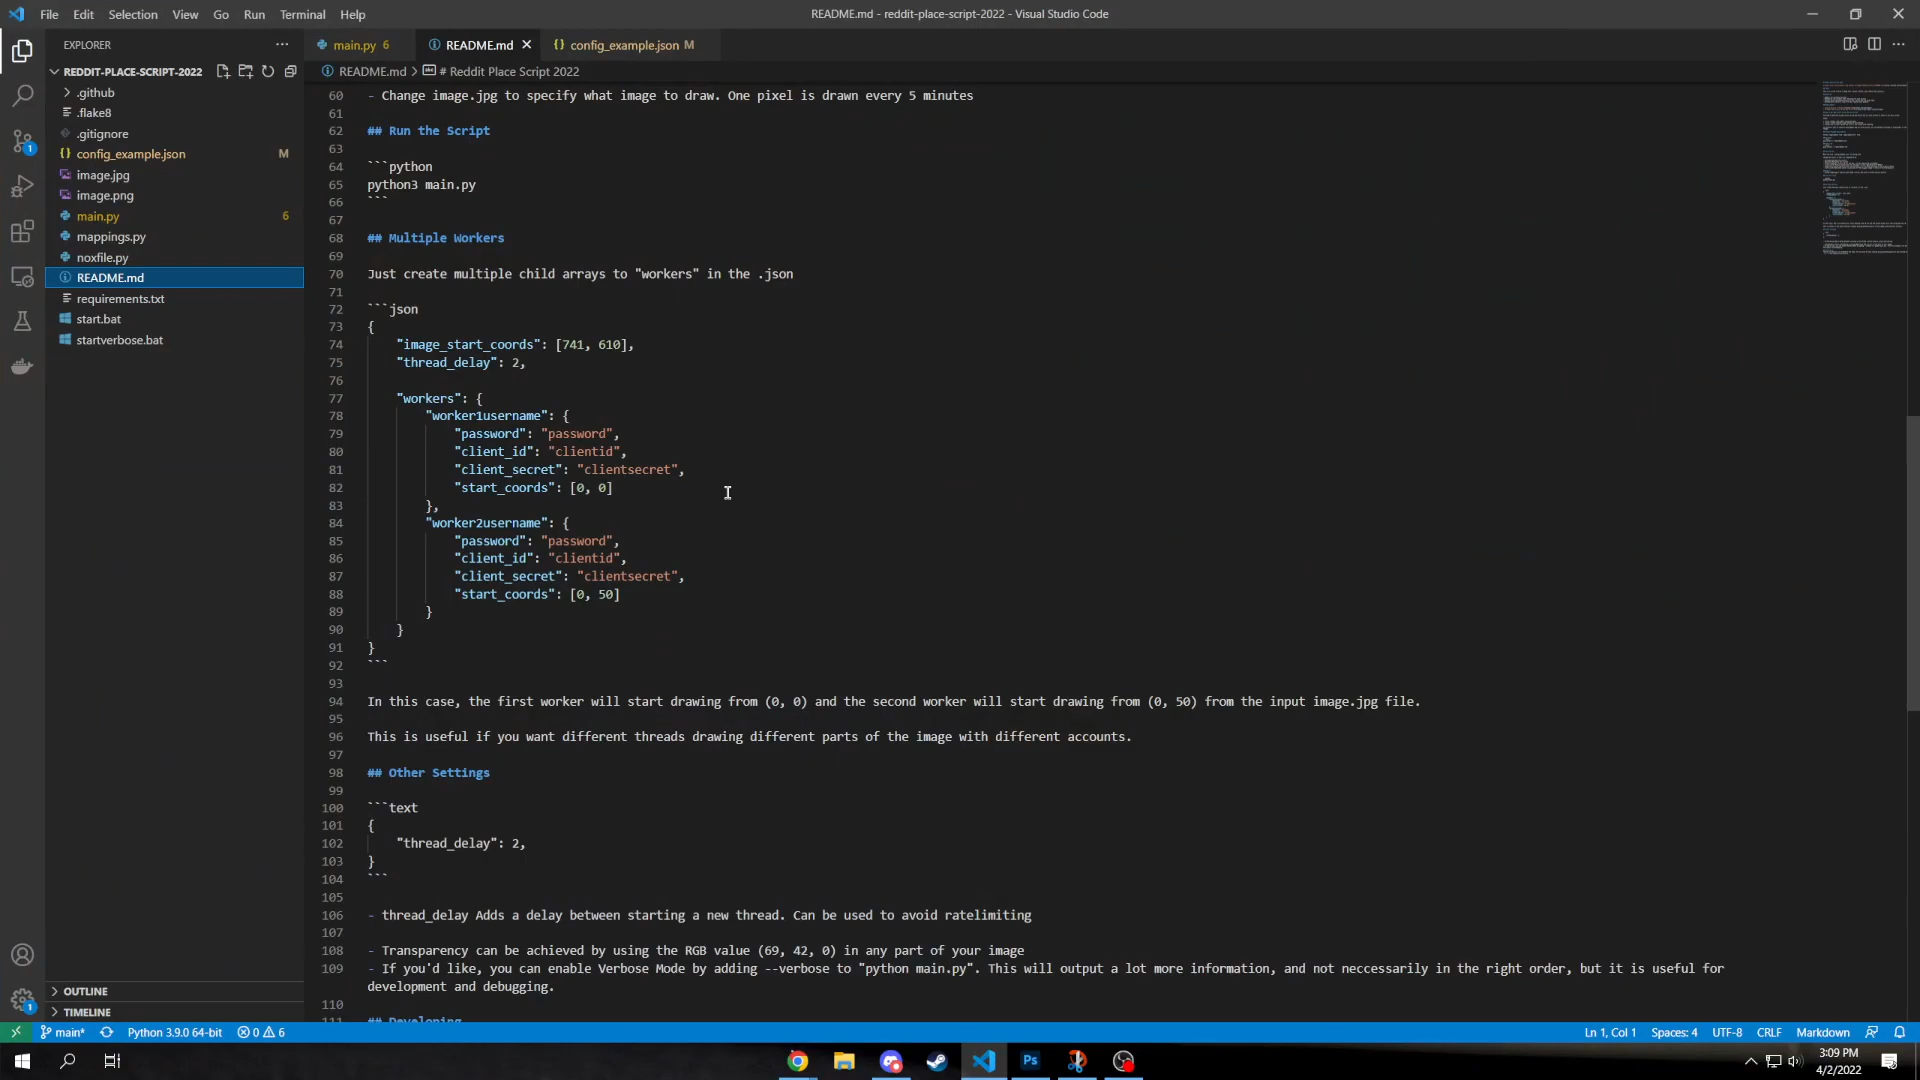 File Edit Selection View Go Run Terminal Help
README.md - reddit-place-script-2022 - Visual Studio Code
EXPLORER
main.py 6
README.md
{} config_example.json M
REDDIT-PLACE-SCRIPT-2022
README.md > # Reddit Place Script 2022
.github
.flake8
.gitignore
{} config_example.json M
image.jpg
image.png
main.py 6
mappings.py
noxfile.py
README.md
requirements.txt
start.bat
startverbose.bat
60 - Change image.jpg to specify what image to draw. One pixel is drawn every 5 minutes
61
62 ## Run the Script
63
64 ```python
65 python3 main.py
66 ```
67
68 ## Multiple Workers
69
70 Just create multiple child arrays to "workers" in the .json
71
72 ```json
73 {
74 "image_start_coords": [741, 610],
75 "thread_delay": 2,
76
77 "workers": {
78 "worker1username": {
79 "password": "password",
80 "client_id": "clientid",
81 "client_secret": "clientsecret",
82 "start_coords": [0, 0]
83 },
84 "worker2username": {
85 "password": "password",
86 "client_id": "clientid",
87 "client_secret": "clientsecret",
88 "start_coords": [0, 50]
89 }
90 }
91 }
92 ```
93
94 In this case, the first worker will start drawing from (0, 0) and the second worker will start drawing from (0, 50) from the input image.jpg file.
95
96 This is useful if you want different threads drawing different parts of the image with different accounts.
97
98 ## Other Settings
99
100 ```text
101 {
102 "thread_delay": 2,
103 }
104 ```
105
106 - thread_delay Adds a delay between starting a new thread. Can be used to avoid ratelimiting
107
108 - Transparency can be achieved by using the RGB value (69, 42, 0) in any part of your image
109 - If you'd like, you can enable Verbose Mode by adding --verbose to "python main.py". This will output a lot more information, and not neccessarily in the right order, but it is useful for
development and debugging.
110
111 ## Developing
OUTLINE
TIMELINE
1
1
main* Python 3.9.0 64-bit 0 6
Ln 1, Col 1 Spaces: 4 UTF-8 CRLF Markdown
Ps
3:09 PM
4/2/2022